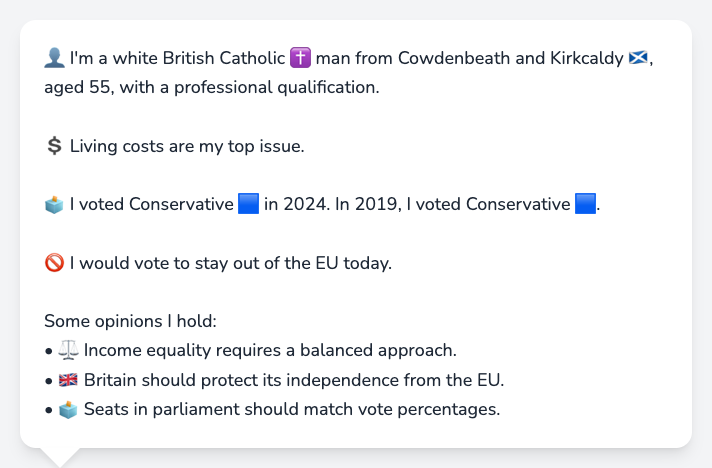 👤 I'm a white British Catholic ✝️ man from Cowdenbeath and Kirkcaldy 🏴󠁧󠁢󠁳󠁣󠁴󠁿,
aged 55, with a professional qualification.
💲 Living costs are my top issue.
🗳️ I voted Conservative 🟦 in 2024. In 2019, I voted Conservative 🟦.
🚫 I would vote to stay out of the EU today.
Some opinions I hold:
• ⚖️ Income equality requires a balanced approach.
• 🇬🇧 Britain should protect its independence from the EU.
• 🗳️ Seats in parliament should match vote percentages.